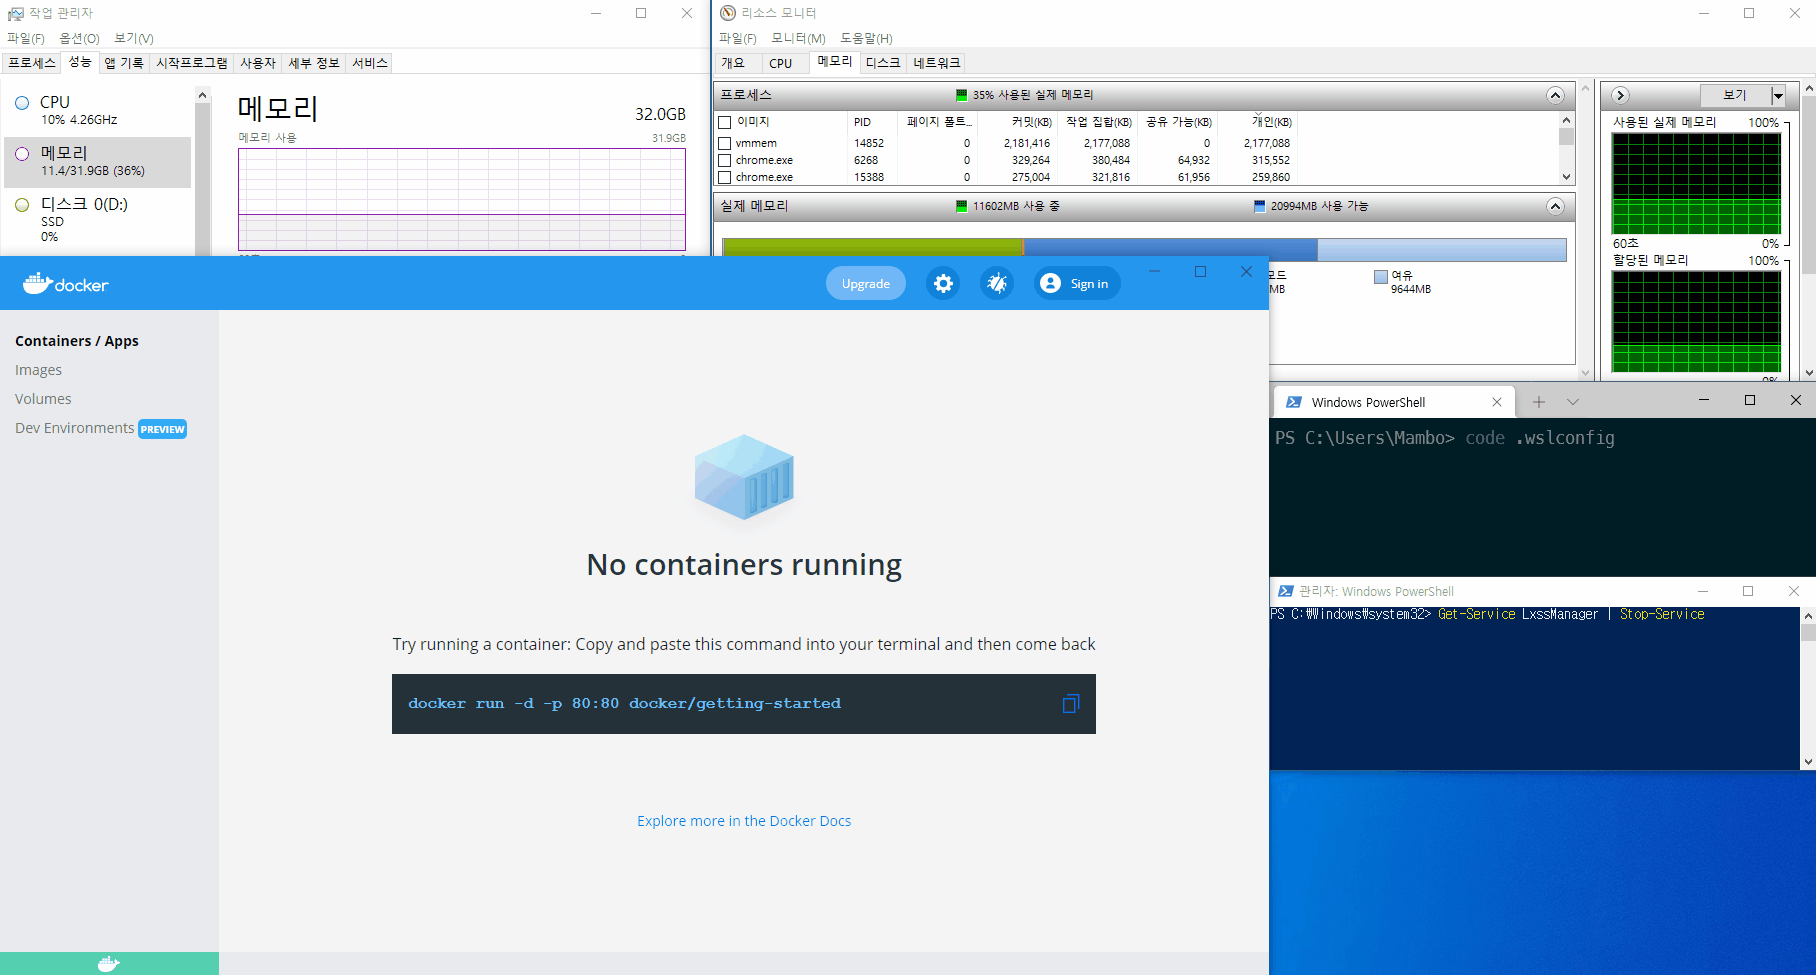 작업 관리자
파일(F) 옵션(O) 보기(V)
프로세스 성능 앱 기록 시작프로그램 사용자 세부 정보 서비스
CPU
10% 4.26GHz
메모리
11.4/31.9GB (36%)
디스크 0(D:)
SSD
0%
메모리 32.0GB
메모리 사용 31.9GB
리소스 모니터
파일(F) 모니터(M) 도움말(H)
개요 CPU 메모리 디스크 네트워크
프로세스 35% 사용된 실제 메모리
이미지 PID 페이지 폴트... 커밋(KB) 작업 집합(KB) 공유 가능(KB) 개인(KB)
vmmem 14852 0 2,181,416 2,177,088 0 2,177,088
chrome.exe 6268 0 329,264 380,484 64,932 315,552
chrome.exe 15388 0 275,004 321,816 61,956 259,860
실제 메모리 11602MB 사용 중 20994MB 사용 가능
모드
MB
여유
9644MB
보기
사용된 실제 메모리 100%
60초 0%
할당된 메모리 100%
0%
docker
Upgrade Sign in
Containers / Apps
Images
Volumes
Dev Environments PREVIEW
No containers running
Try running a container: Copy and paste this command into your terminal and then come back
docker run -d -p 80:80 docker/getting-started
Explore more in the Docker Docs
Windows PowerShell
PS C:\Users\Mambo> code .wslconfig
관리자: Windows PowerShell
PS C:₩Windows₩system32> Get-Service LxssManager | Stop-Service